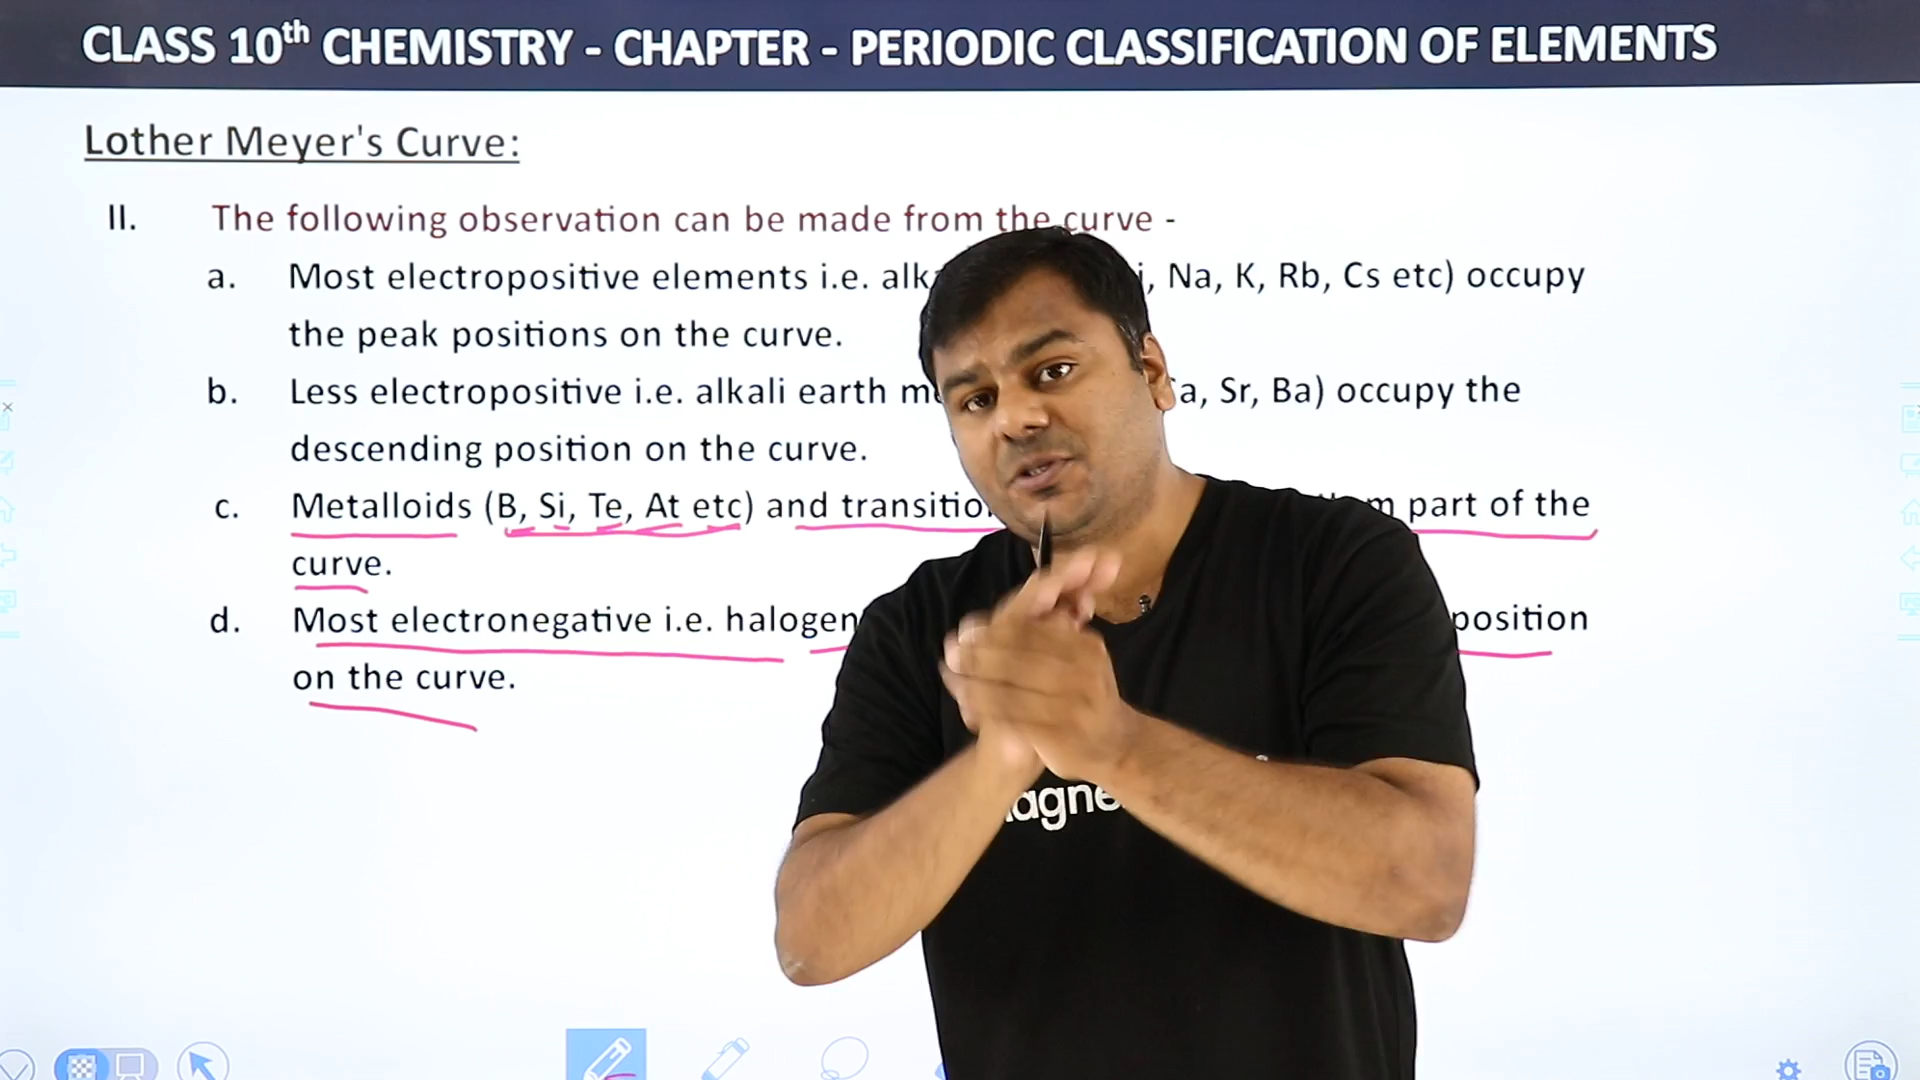 CLASS 10th CHEMISTRY - CHAPTER - PERIODIC CLASSIFICATION OF ELEMENTS
Lother Meyer's Curve:
II. The following observation can be made from the curve -
a. Most electropositive elements i.e. Na, K, Rb, Cs etc) occupy
the peak positions on the curve.
b. Less electropositive i.e. alkali earth Sr, Ba) occupy the
descending position on the curve.
c. Metalloids (B, Si, Te, At etc) and part of the
curve.
d. Most electronegative i.e. position
on the curve.